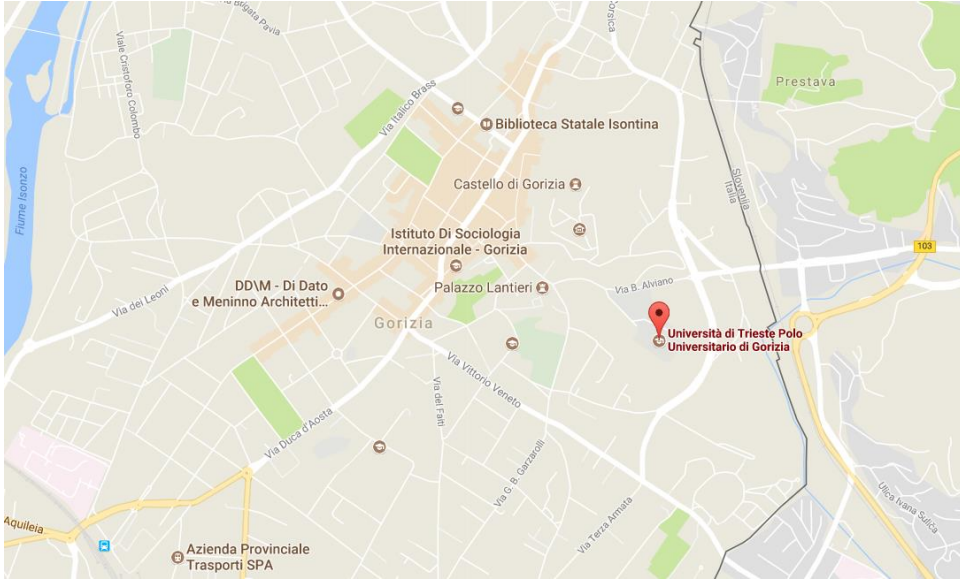 Via Brigata Pavia
Viale Cristoforo Colombo
Prestava
Via Italico Brass
Biblioteca Statale Isontina
Castello di Gorizia
Slovenija
Italia
Fiume Isonzo
Istituto Di Sociologia
Internazionale - Gorizia
103
DD\M - Di Dato
e Meninno Architetti...
Palazzo Lantieri
Via B. Alviano
Via dei Leoni
Gorizia
Università di Trieste Polo
Universitario di Gorizia
Via Vittorio Veneto
Via del Faiti
Via Duca d'Aosta
Via G. B. Garzarolli
Ulica Ivana Suliča
Via Terza Armata
Aquileia
Azienda Provinciale
Trasporti SPA